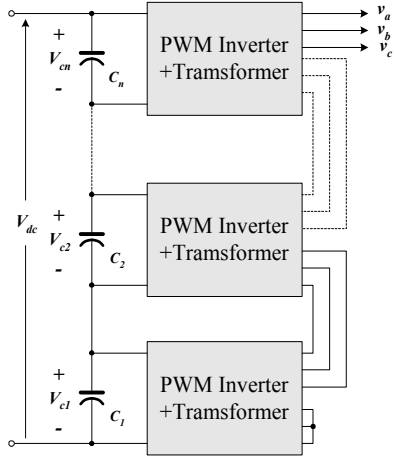 PWM Inverter
+Tramsformer
v_a
v_b
v_c
+
V_cn
-
C_n
PWM Inverter
+Tramsformer
V_dc
+
V_c2
-
C_2
PWM Inverter
+Tramsformer
+
V_c1
-
C_1